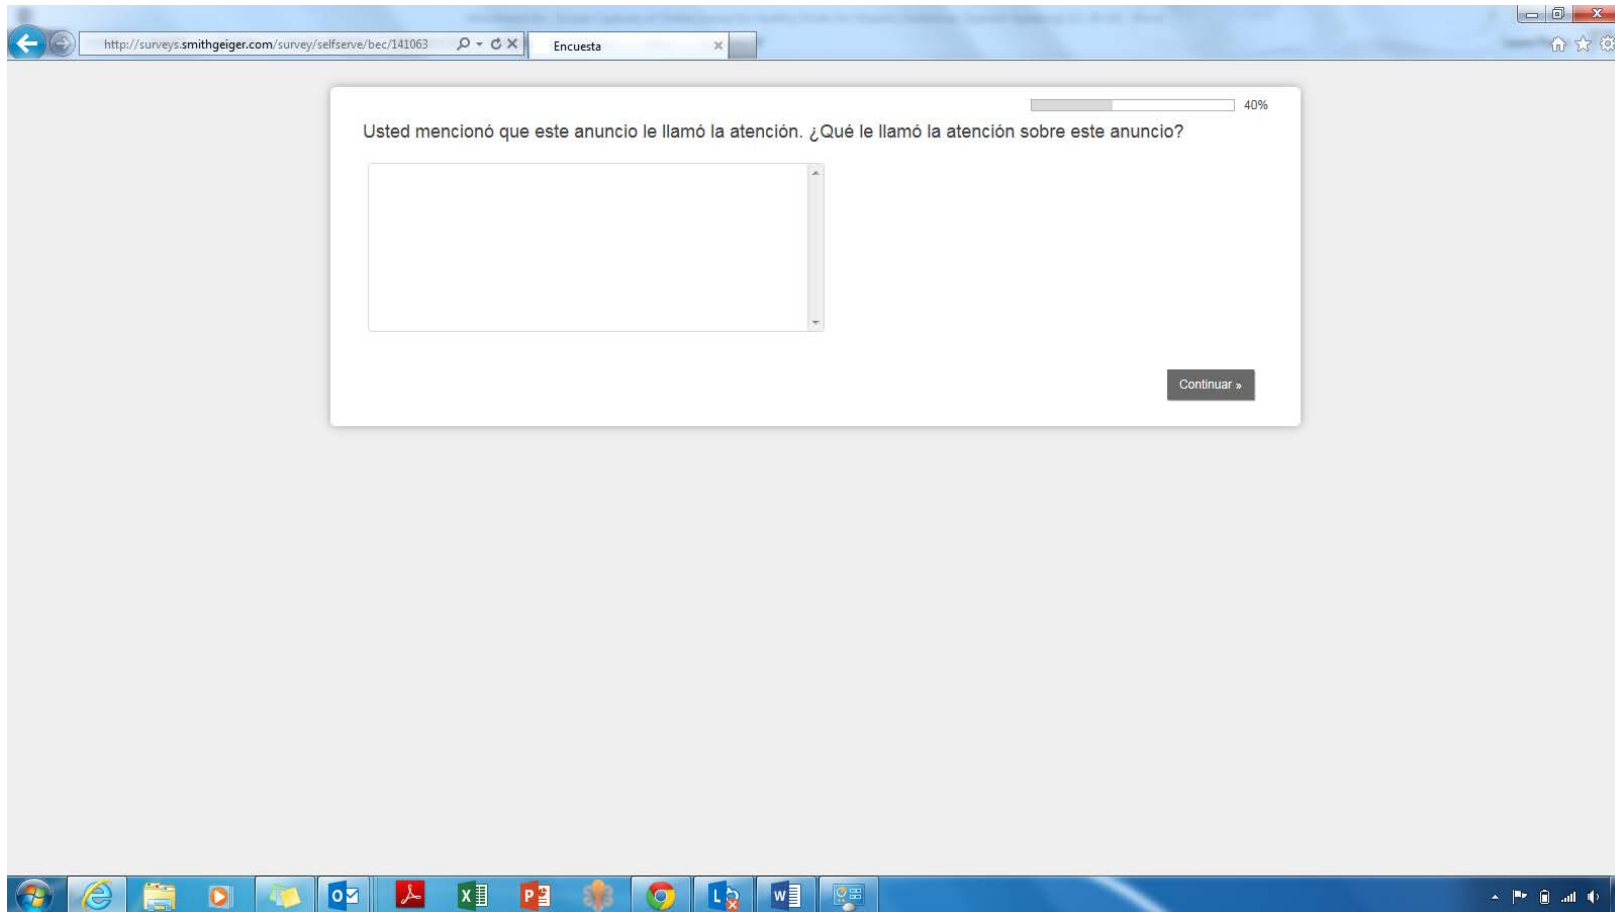 http://surveys.smithgeiger.com/survey/selfserve/bec/141063
Encuesta
40%
Usted mencionó que este anuncio le llamó la atención. ¿Qué le llamó la atención sobre este anuncio?
Continuar »